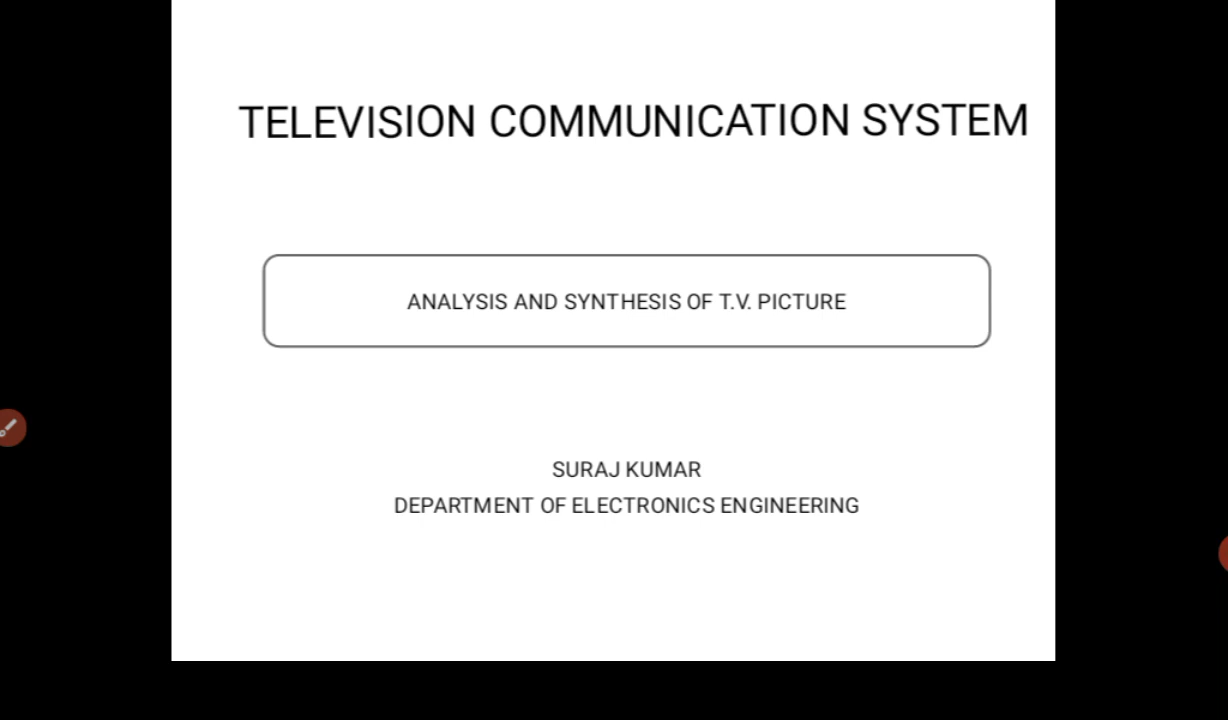 TELEVISION COMMUNICATION SYSTEM
ANALYSIS AND SYNTHESIS OF T.V. PICTURE
SURAJ KUMAR
DEPARTMENT OF ELECTRONICS ENGINEERING